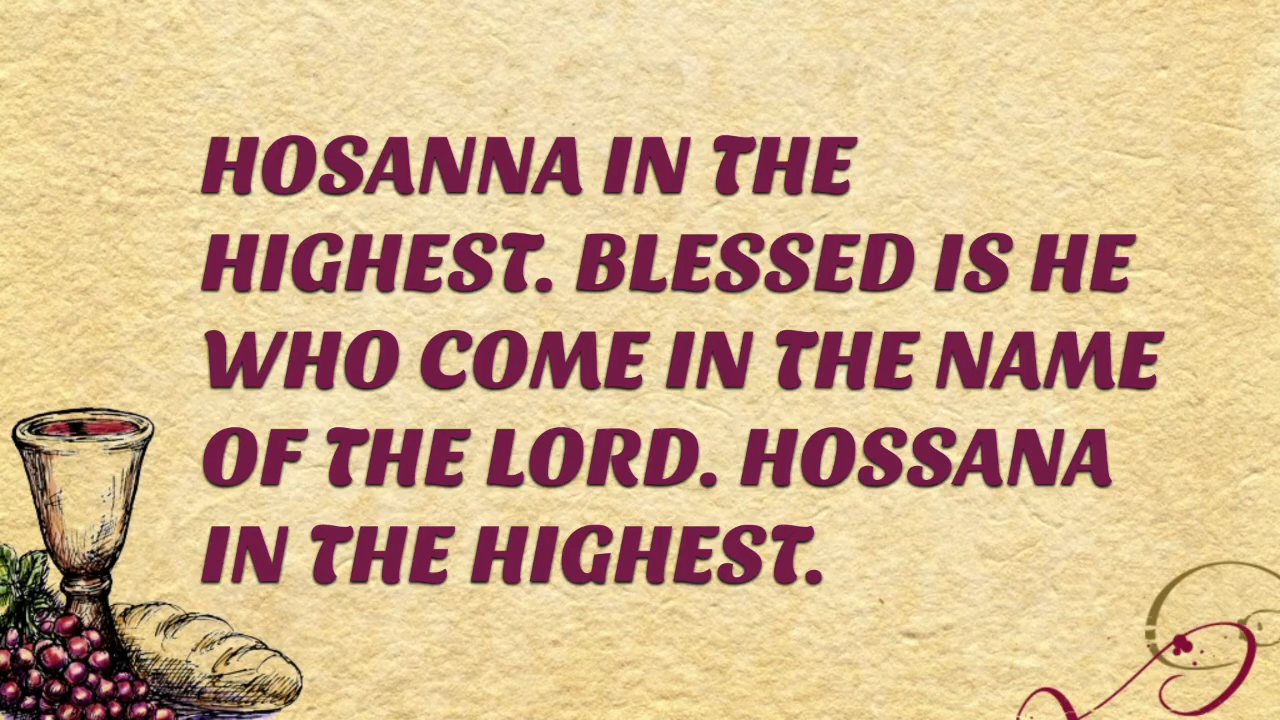 HOSANNA IN THE
HIGHEST. BLESSED IS HE
WHO COME IN THE NAME
OF THE LORD. HOSSANA
IN THE HIGHEST.